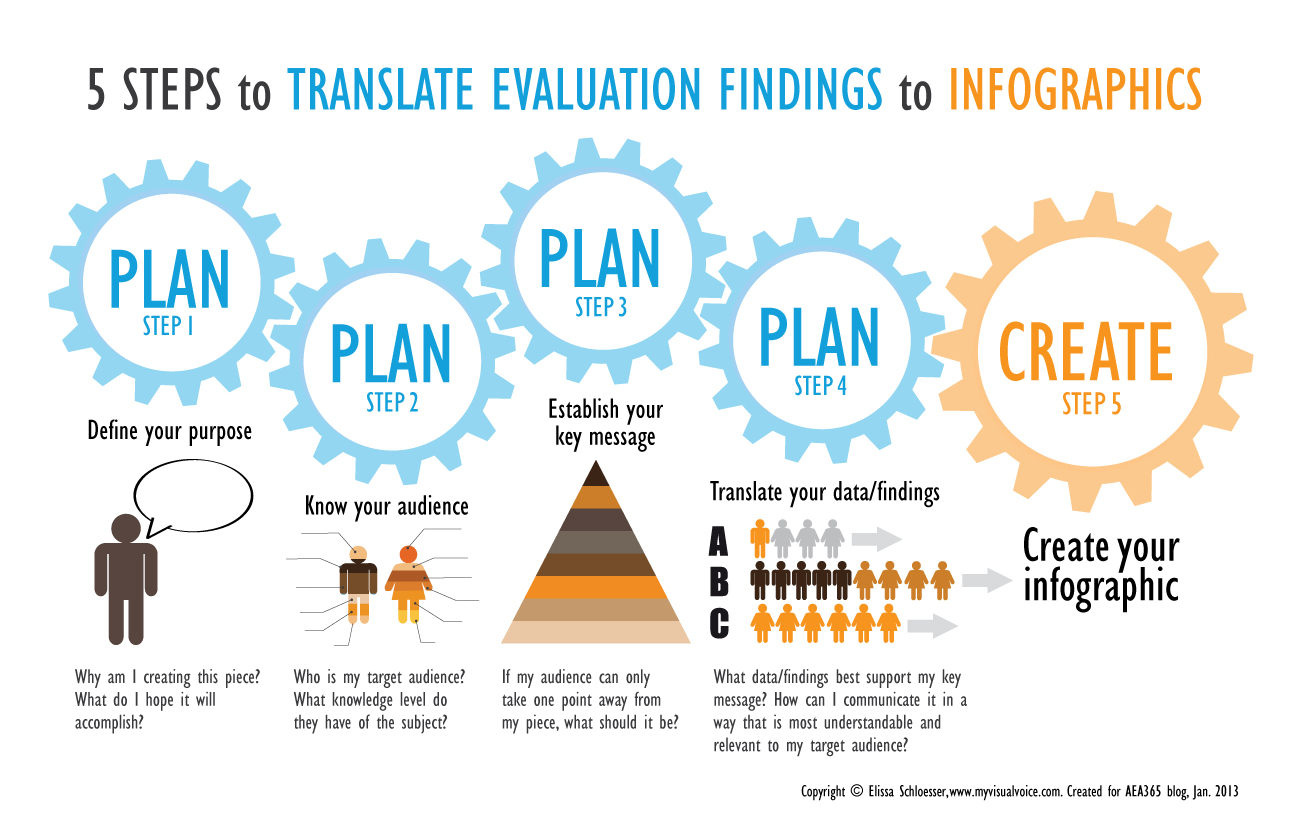 5 STEPS to TRANSLATE EVALUATION FINDINGS to INFOGRAPHICS
PLAN
STEP 1
Define your purpose
Why am I creating this piece?
What do I hope it will
accomplish?
PLAN
STEP 2
Know your audience
Who is my target audience?
What knowledge level do
they have of the subject?
PLAN
STEP 3
Establish your
key message
If my audience can only
take one point away from
my piece, what should it be?
PLAN
STEP 4
Translate your data/findings
A
B
C
What data/findings best support my key
message? How can I communicate it in a
way that is most understandable and
relevant to my target audience?
CREATE
STEP 5
Create your
infographic
Copyright © Elissa Schloesser,www.myvisualvoice.com. Created for AEA365 blog, Jan. 2013